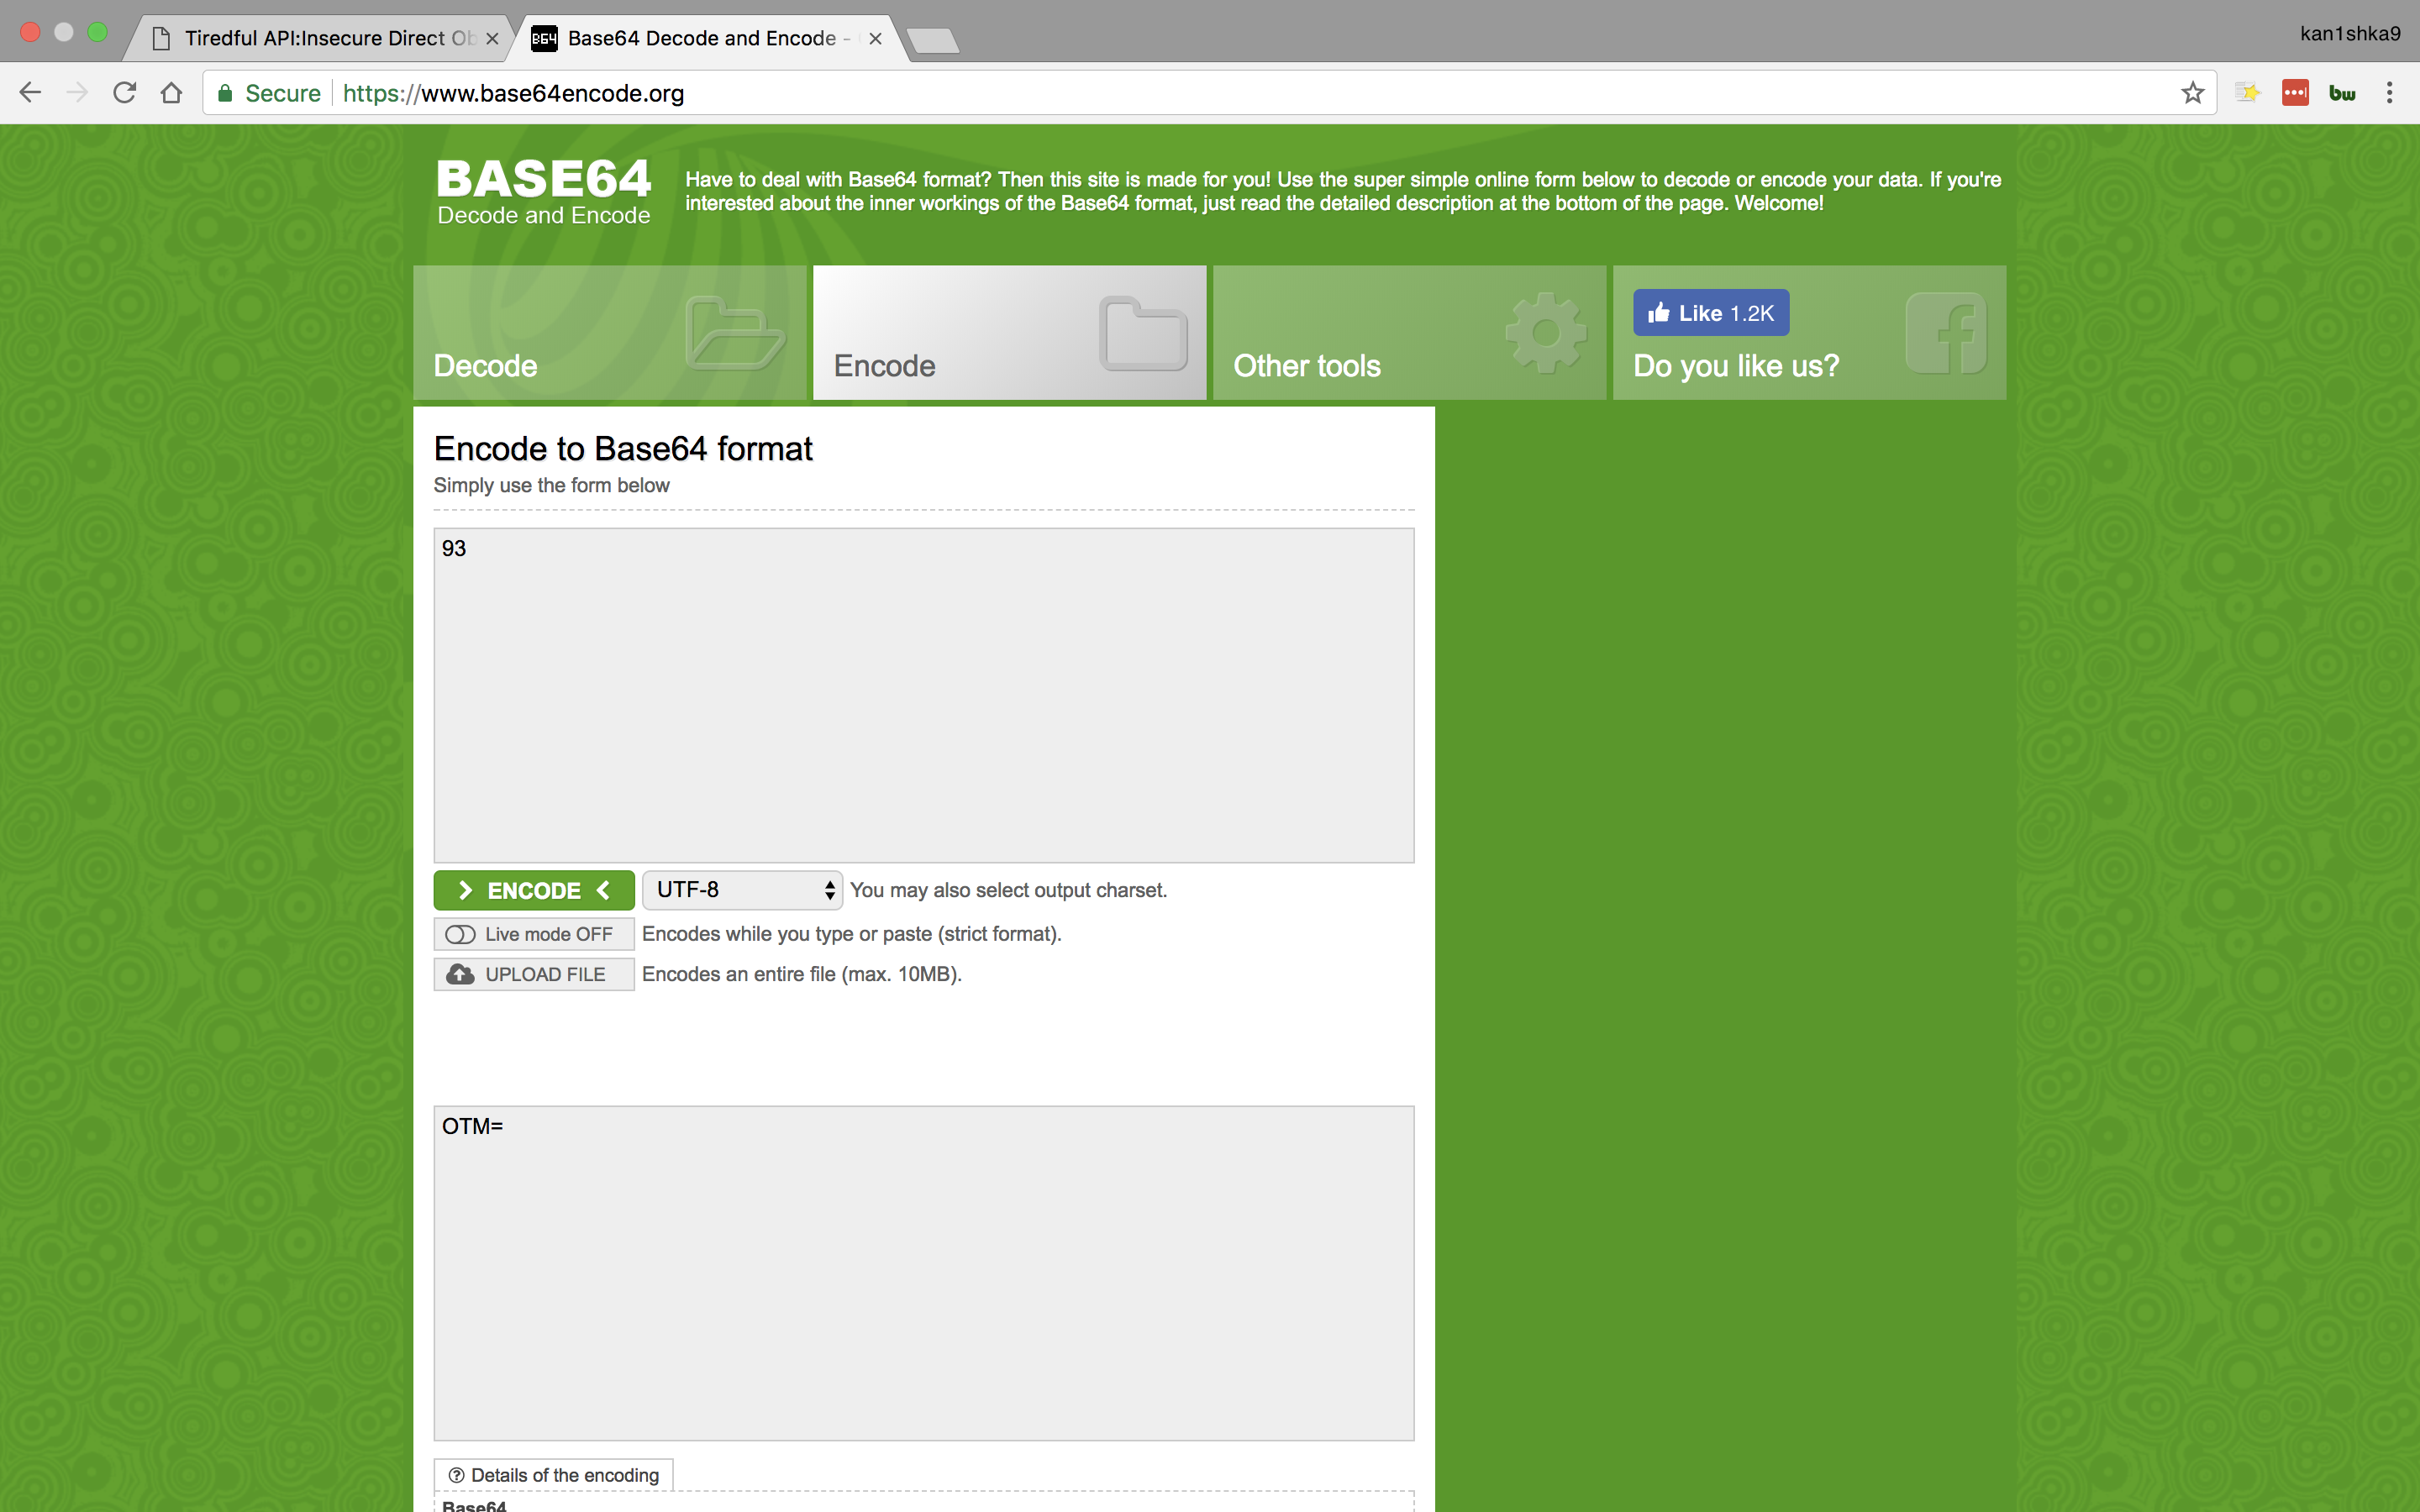 Tiredful API:Insecure Direct Ob
B64 Base64 Decode and Encode -
kan1shka9
Secure https://www.base64encode.org
bw
BASE64
Decode and Encode
Have to deal with Base64 format? Then this site is made for you! Use the super simple online form below to decode or encode your data. If you're
interested about the inner workings of the Base64 format, just read the detailed description at the bottom of the page. Welcome!
Decode
Encode
Other tools
Like 1.2K
Do you like us?
Encode to Base64 format
Simply use the form below
93
ENCODE UTF-8 You may also select output charset.
Live mode OFF Encodes while you type or paste (strict format).
UPLOAD FILE Encodes an entire file (max. 10MB).
OTM=
Details of the encoding
Base64